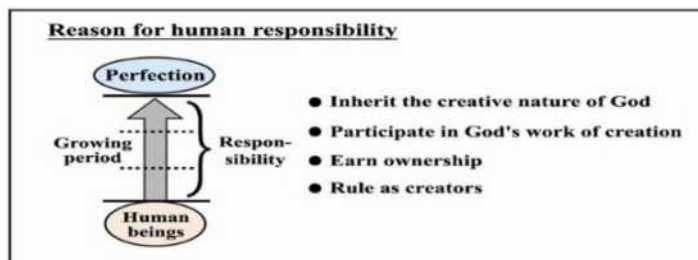 Reason for human responsibility
Perfection
Growing
period
Respon-
sibility
Human
beings
● Inherit the creative nature of God
● Participate in God's work of creation
● Earn ownership
● Rule as creators